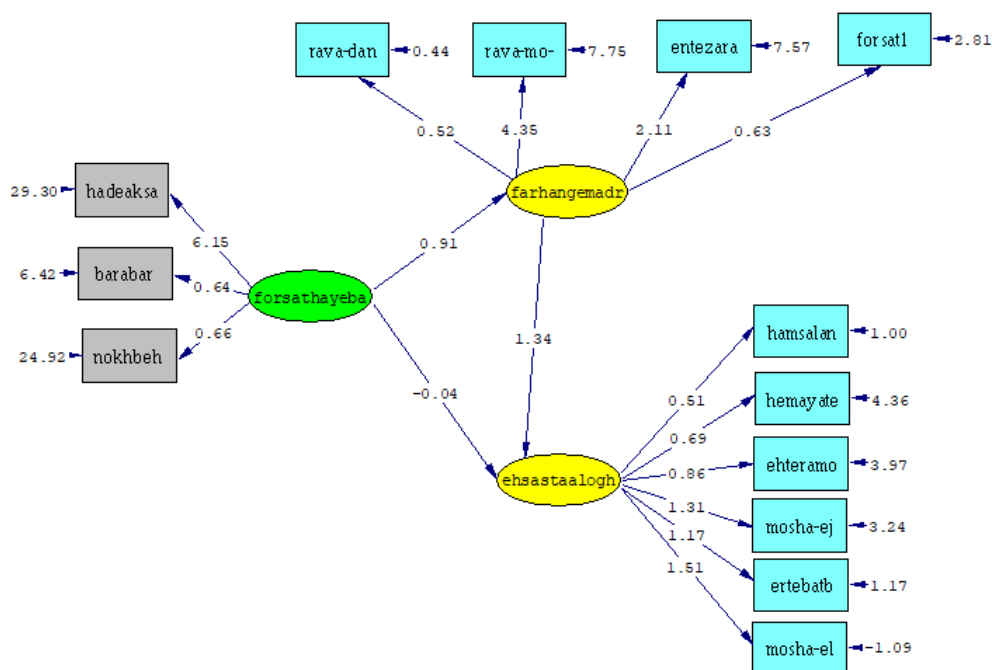 rava-dan
0.44
rava-mo-
7.75
entezara
7.57
forsat1
2.81
0.52
4.35
2.11
0.63
29.30
hadeaksa
farhangemadr
6.15
0.91
6.42
barabar
0.64
forsathayeba
0.66
24.92
nokhbeh
1.34
-0.04
hamsalan
1.00
0.51
hemayate
4.36
0.69
ehsastaalogh
0.86
ehteramo
3.97
1.31
mosha-ej
3.24
1.17
1.51
ertebatb
1.17
mosha-el
-1.09